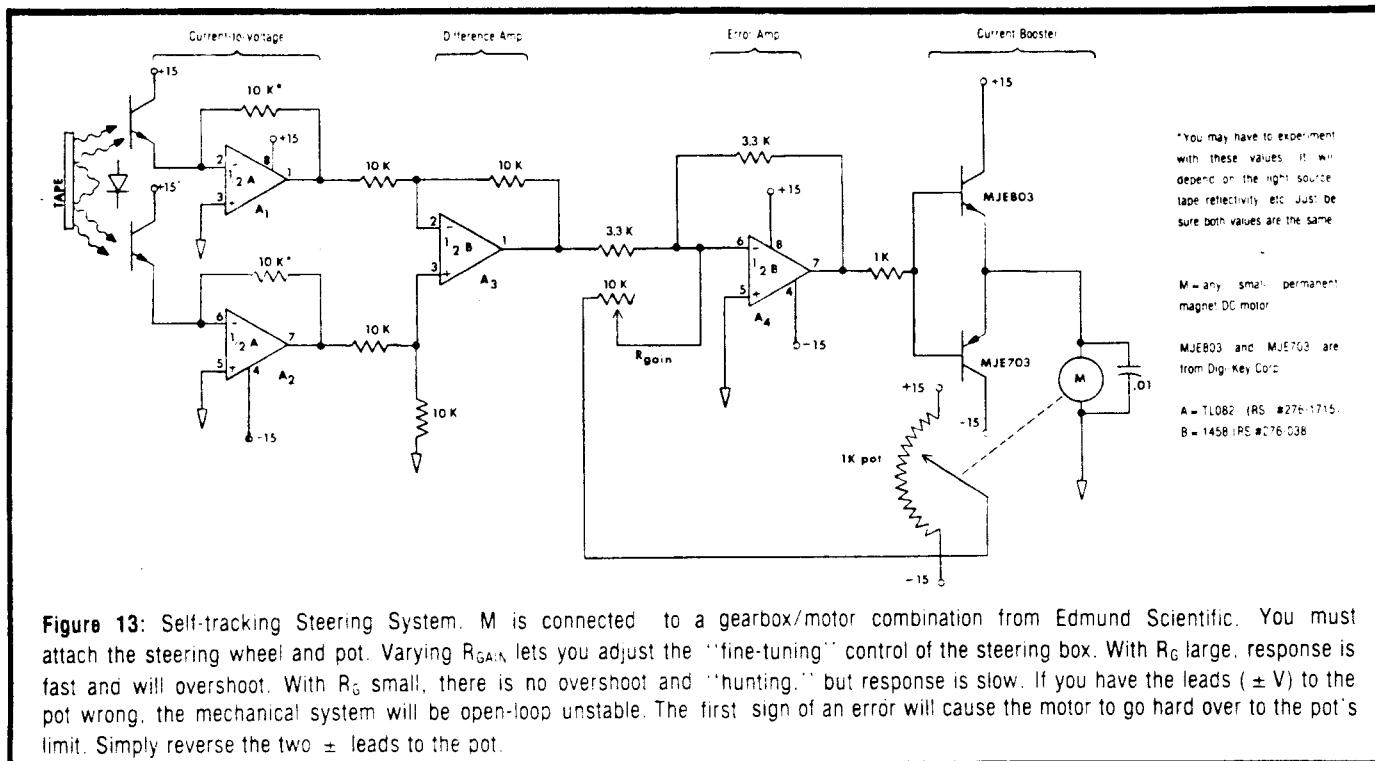 Current-to-Voltage
Difference Amp
Error Amp
Current Booster
+15
+15
10 K*
+15
8
2
-
1/2 A
1
3
+
A1
TAPE
+15
10 K
10 K
2
-
1/2 B
1
3
+
A3
10 K*
6
-
1/2 A
7
5
+
4
A2
-15
10 K
10 K
3.3 K
10 K
Rgain
3.3 K
+15
8
6
-
1/2 B
7
5
+
4
A4
-15
1K
MJE803
MJE703
+15
-15
1K pot
-15
M
.01
*You may have to experiment
with these values. It will
depend on the light source,
tape reflectivity, etc. Just be
sure both values are the same
M = any small permanent
magnet DC motor
MJE803 and MJE703 are
from Digi-Key Corp
A = TL082 (RS #276-1715)
B = 1458 (RS #276-038
Figure 13: Self-tracking Steering System. M is connected to a gearbox/motor combination from Edmund Scientific. You must
attach the steering wheel and pot. Varying RGAIN lets you adjust the "fine-tuning" control of the steering box. With RG large, response is
fast and will overshoot. With RG small, there is no overshoot and "hunting," but response is slow. If you have the leads (± V) to the
pot wrong, the mechanical system will be open-loop unstable. The first sign of an error will cause the motor to go hard over to the pot's
limit. Simply reverse the two ± leads to the pot.